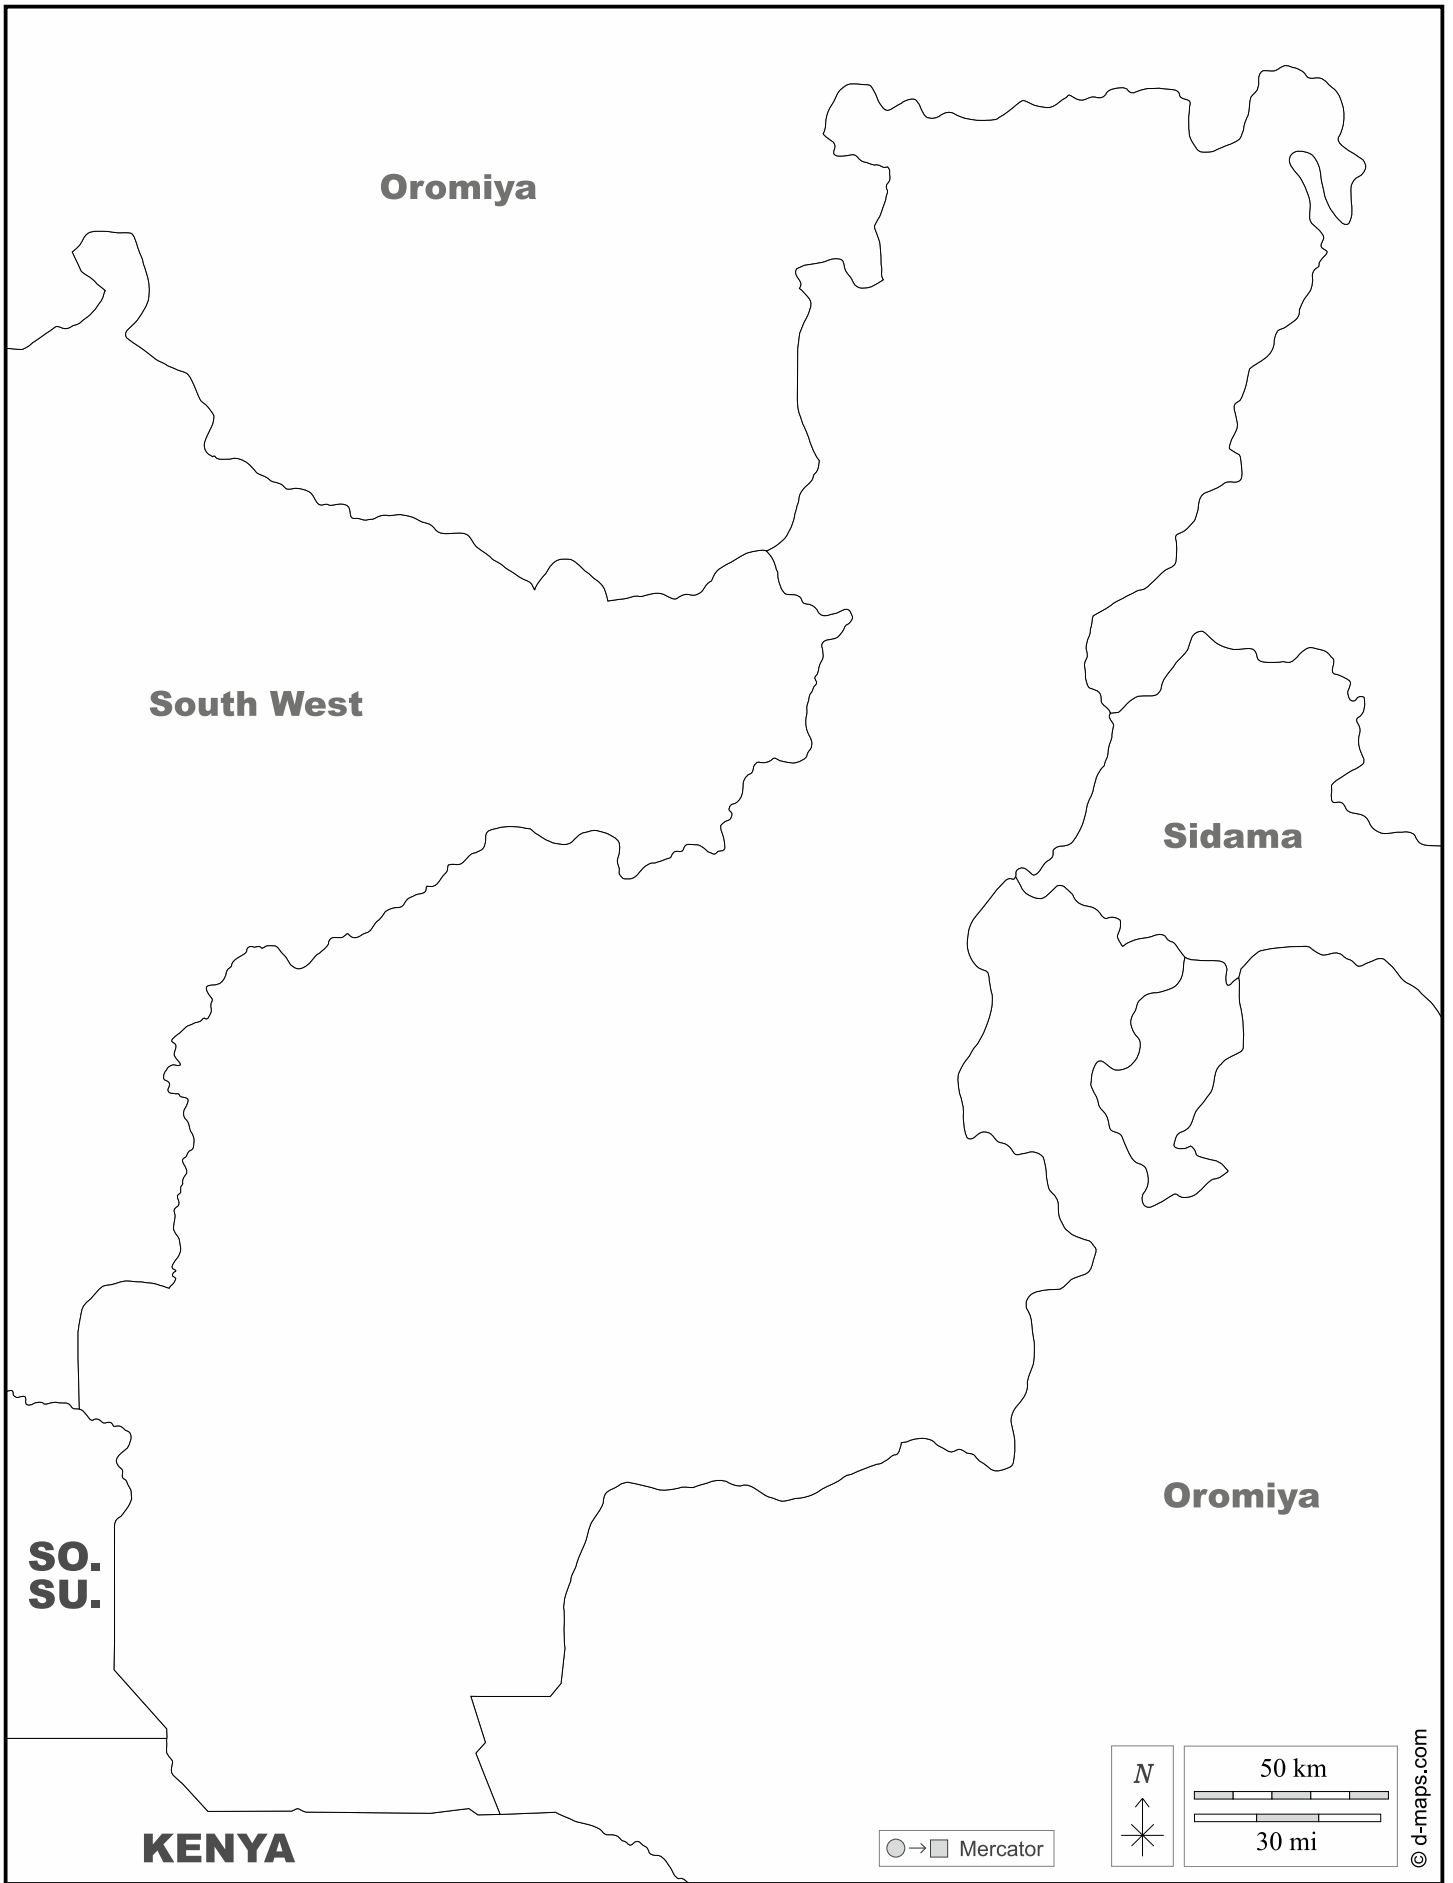 Oromiya
South West
Sidama
Oromiya
SO.
SU.
KENYA
Mercator
N
50 km
30 mi
© d-maps.com